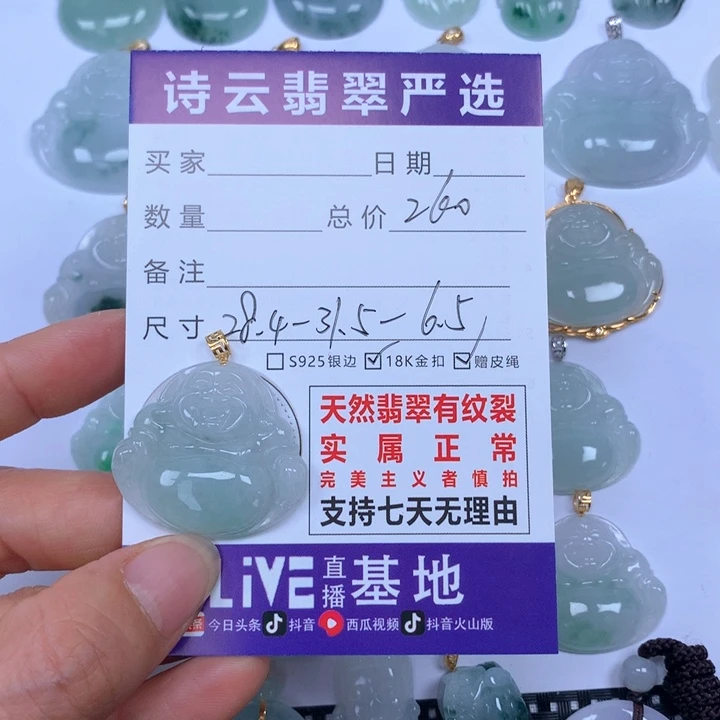 诗云翡翠严选
买家 日期
数量 总价 260
备注
尺寸 28.4-31.5-6.5
S925银边 18K金扣 赠皮绳
天然翡翠有纹裂
实属正常
完美主义者慎拍
支持七天无理由
LiVE 直播 基地
今日头条 抖音 西瓜视频 抖音火山版